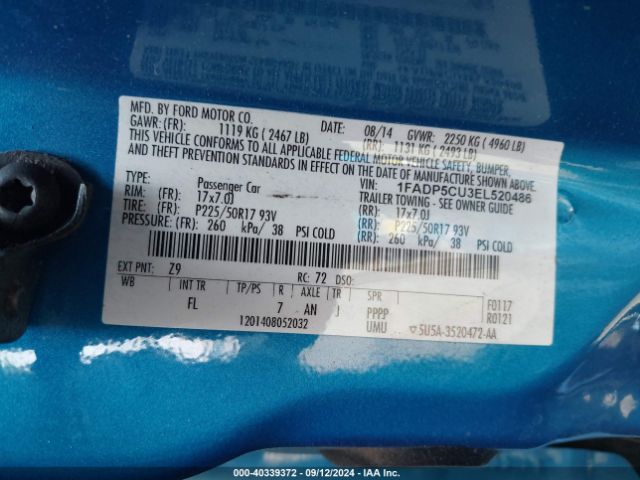 MFD. BY FORD MOTOR CO.
DATE: 08/14 GVWR: 2250 KG ( 4960 LB)
GAWR: (FR): 1119 KG ( 2467 LB) (RR): 1131 KG ( 2493 LB)
THIS VEHICLE CONFORMS TO ALL APPLICABLE FEDERAL MOTOR VEHICLE SAFETY, BUMPER,
AND THEFT PREVENTION STANDARDS IN EFFECT ON THE DATE OF MANUFACTURE SHOWN ABOVE.
VIN: 1FADP5CU3EL520486
TYPE: Passenger Car TRAILER TOWING - SEE OWNER GUIDE
RIM: (FR): 17x7.0J (RR): 17x7.0J
TIRE: (FR): P225/50R17 93V (RR): P225/50R17 93V
PRESSURE: (FR): 260 kPa/ 38 PSI COLD (RR): 260 kPa/ 38 PSI COLD
EXT PNT: Z9 RC: 72 DSO:
WB INT TR TP/PS R AXLE TR SPR F0117
FL 7 AN J PPPP R0121
1201408052032 UMU 5U5A-3520472-AA
000-40339372 - 09/12/2024 - IAA Inc.